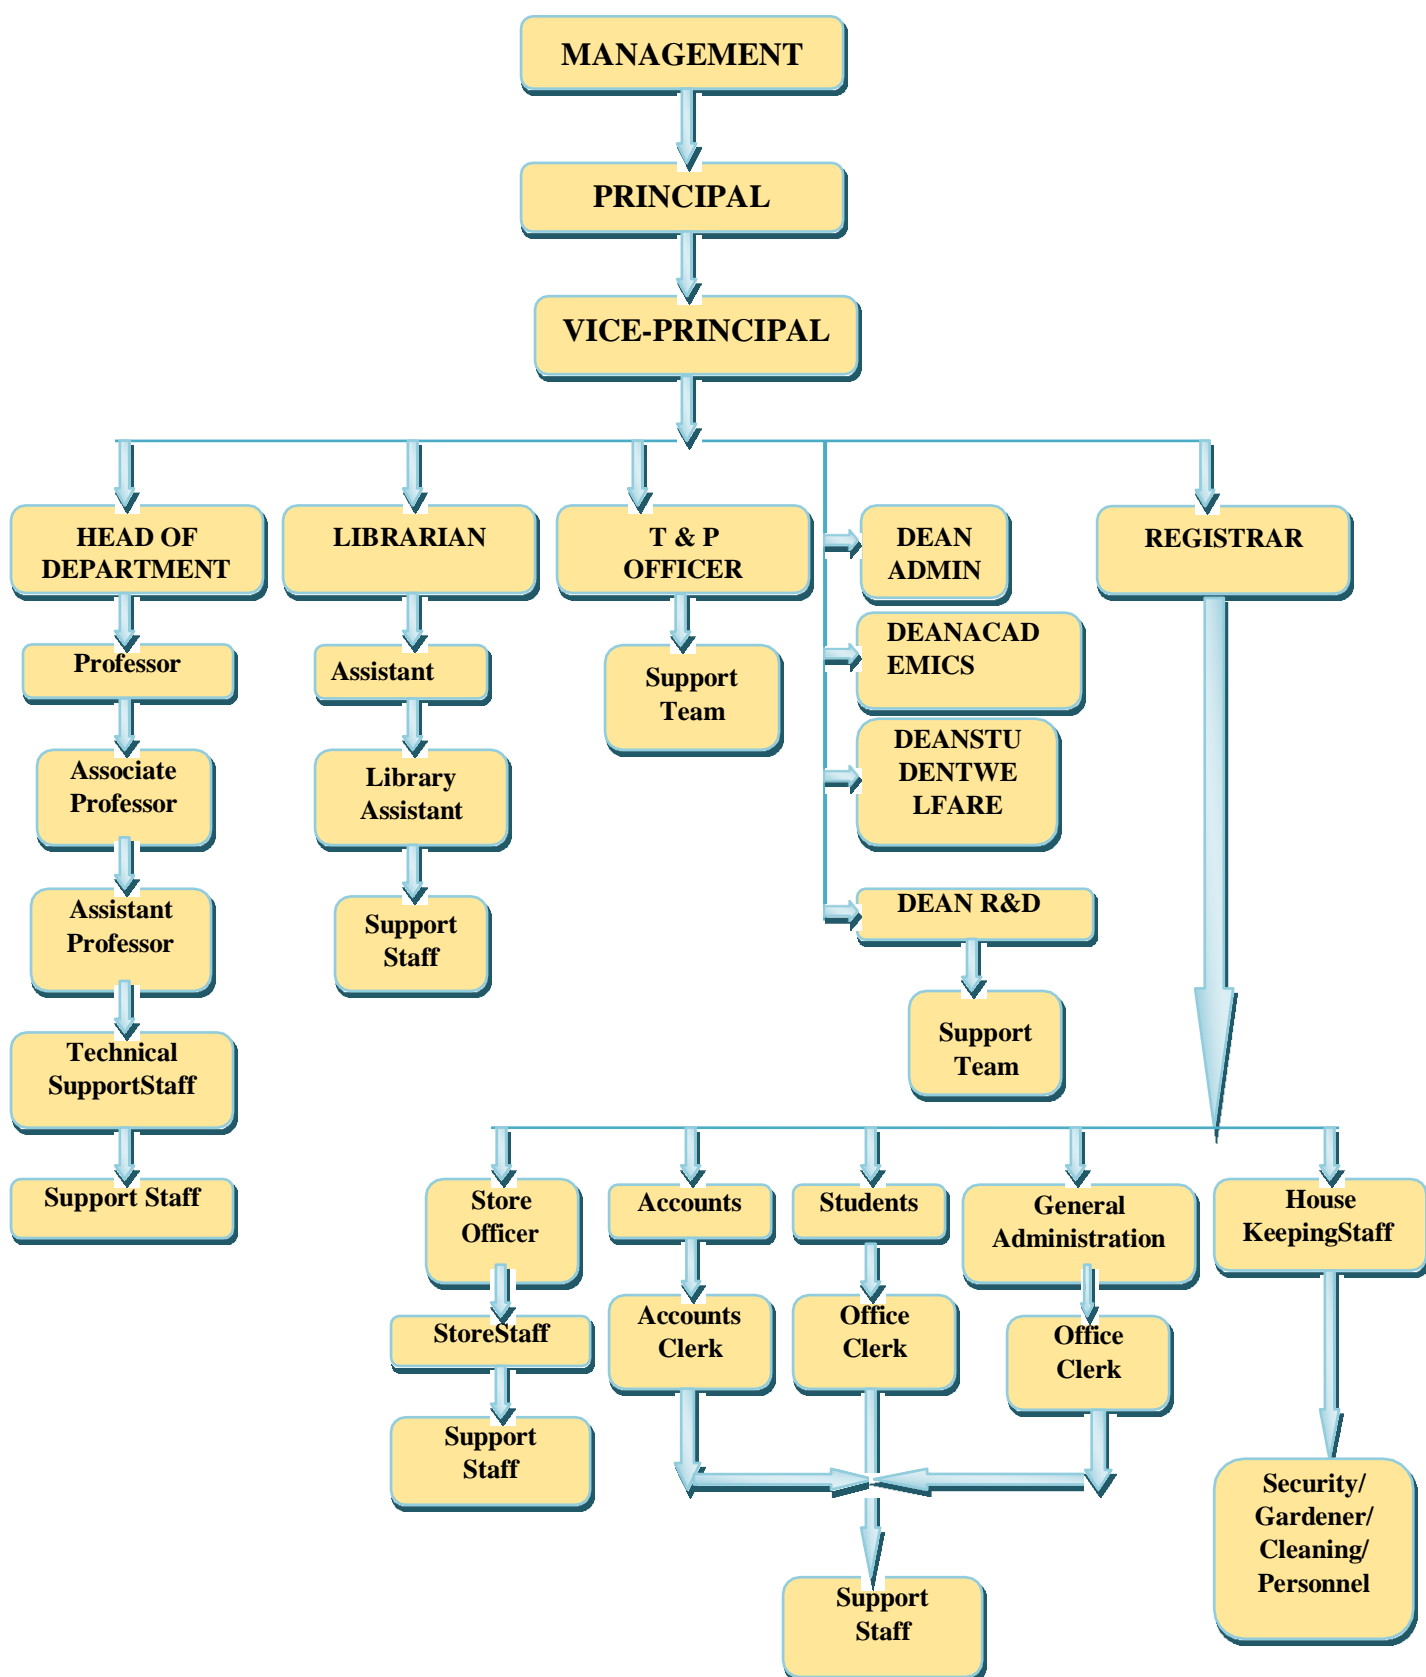 MANAGEMENT
PRINCIPAL
VICE-PRINCIPAL
HEAD OF
DEPARTMENT
LIBRARIAN
T & P
OFFICER
DEAN
ADMIN
REGISTRAR
Professor
Assistant
Support
Team
DEANACAD
EMICS
Associate
Professor
Library
Assistant
DEANSTU
DENTWE
LFARE
Assistant
Professor
Support
Staff
DEAN R&D
Technical
SupportStaff
Support
Team
Support Staff
Store
Officer
Accounts
Students
General
Administration
House
KeepingStaff
StoreStaff
Accounts
Clerk
Office
Clerk
Office
Clerk
Support
Staff
Security/
Gardener/
Cleaning/
Personnel
Support
Staff